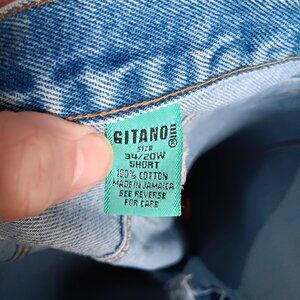 GITANO®
SIZE
34/20W
SHORT
100% COTTON
MADE IN JAMAICA
SEE REVERSE
FOR CARE